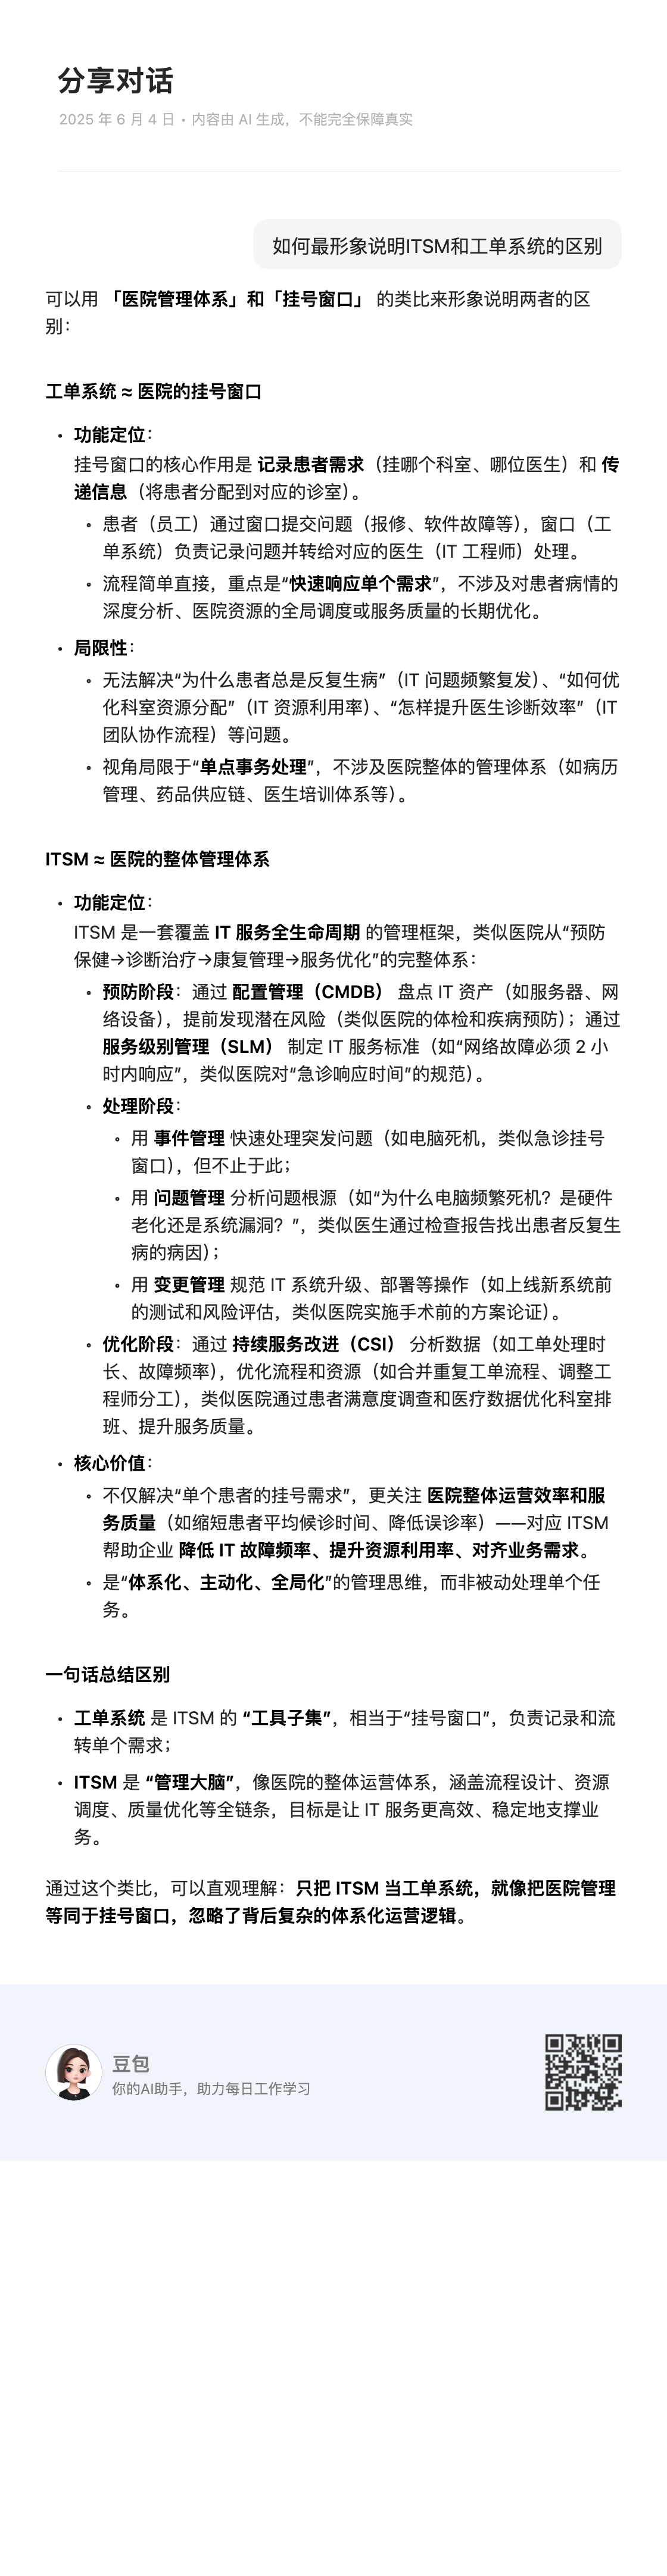 分享对话
2025 年 6 月 4 日 • 内容由 AI 生成，不能完全保障真实
如何最形象说明ITSM和工单系统的区别
可以用 「医院管理体系」和「挂号窗口」 的类比来形象说明两者的区
别：
工单系统 ≈ 医院的挂号窗口
• 功能定位：
挂号窗口的核心作用是 记录患者需求（挂哪个科室、哪位医生）和 传
递信息（将患者分配到对应的诊室）。
◦ 患者（员工）通过窗口提交问题（报修、软件故障等），窗口（工
单系统）负责记录问题并转给对应的医生（IT 工程师）处理。
◦ 流程简单直接，重点是“快速响应单个需求”，不涉及对患者病情的
深度分析、医院资源的全局调度或服务质量的长期优化。
• 局限性：
◦ 无法解决“为什么患者总是反复生病”（IT 问题频繁复发）、“如何优
化科室资源分配”（IT 资源利用率）、“怎样提升医生诊断效率”（IT
团队协作流程）等问题。
◦ 视角局限于“单点事务处理”，不涉及医院整体的管理体系（如病历
管理、药品供应链、医生培训体系等）。
ITSM ≈ 医院的整体管理体系
• 功能定位：
ITSM 是一套覆盖 IT 服务全生命周期 的管理框架，类似医院从“预防
保健→诊断治疗→康复管理→服务优化”的完整体系：
◦ 预防阶段：通过 配置管理（CMDB） 盘点 IT 资产（如服务器、网
络设备），提前发现潜在风险（类似医院的体检和疾病预防）；通过
服务级别管理（SLM） 制定 IT 服务标准（如“网络故障必须 2 小
时内响应”，类似医院对“急诊响应时间”的规范）。
◦ 处理阶段：
• 用 事件管理 快速处理突发问题（如电脑死机，类似急诊挂号
窗口），但不止于此；
• 用 问题管理 分析问题根源（如“为什么电脑频繁死机？是硬件
老化还是系统漏洞？”，类似医生通过检查报告找出患者反复生
病的病因）；
• 用 变更管理 规范 IT 系统升级、部署等操作（如上线新系统前
的测试和风险评估，类似医院实施手术前的方案论证）。
◦ 优化阶段：通过 持续服务改进（CSI） 分析数据（如工单处理时
长、故障频率），优化流程和资源（如合并重复工单流程、调整工
程师分工），类似医院通过患者满意度调查和医疗数据优化科室排
班、提升服务质量。
• 核心价值：
◦ 不仅解决“单个患者的挂号需求”，更关注 医院整体运营效率和服
务质量（如缩短患者平均候诊时间、降低误诊率）——对应 ITSM
帮助企业 降低 IT 故障频率、提升资源利用率、对齐业务需求。
◦ 是“体系化、主动化、全局化”的管理思维，而非被动处理单个任
务。
一句话总结区别
• 工单系统 是 ITSM 的 “工具子集”，相当于“挂号窗口”，负责记录和流
转单个需求；
• ITSM 是 “管理大脑”，像医院的整体运营体系，涵盖流程设计、资源
调度、质量优化等全链条，目标是让 IT 服务更高效、稳定地支撑业
务。
通过这个类比，可以直观理解：只把 ITSM 当工单系统，就像把医院管理
等同于挂号窗口，忽略了背后复杂的体系化运营逻辑。
豆包
你的AI助手，助力每日工作学习